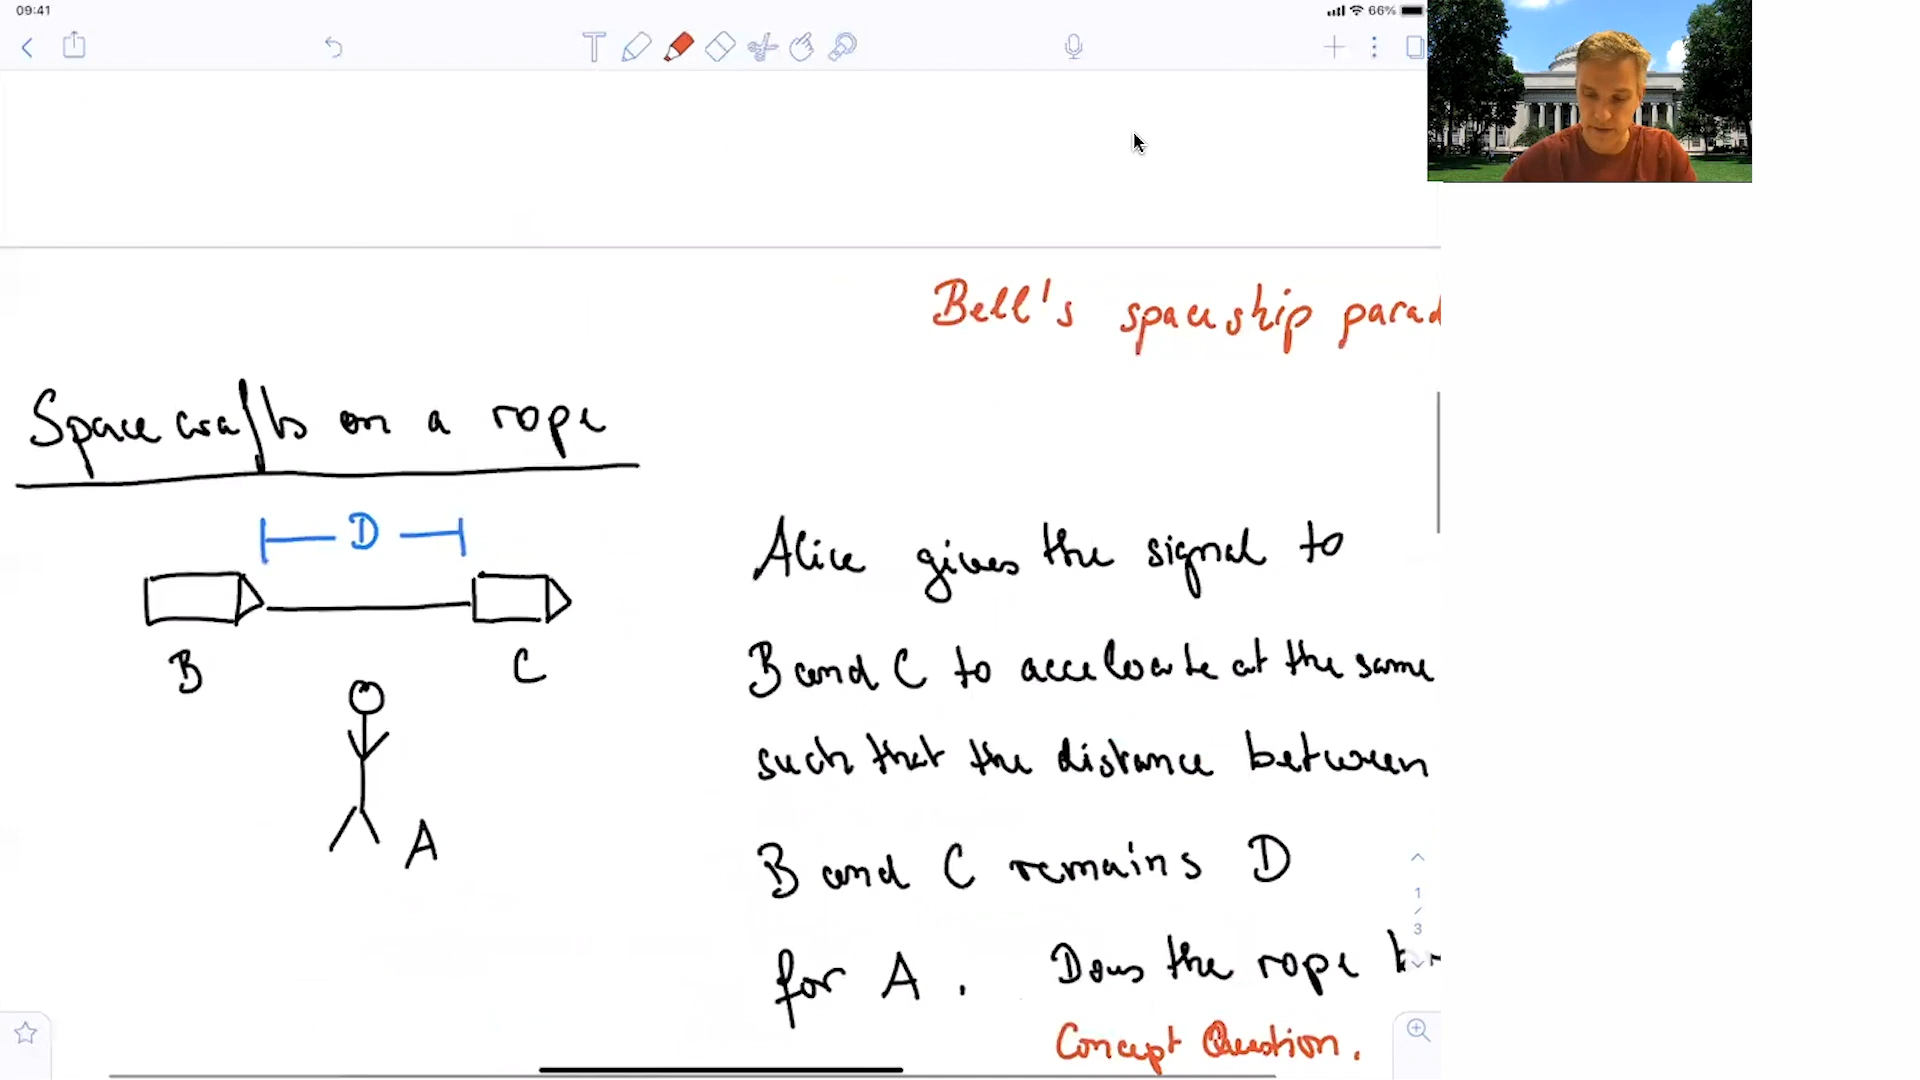 09:41
66%
T
Bell's spaceship parad
Spacecrafts on a rope
D
B
C
A
Alice gives the signal to
B and C to accelerate at the same
such that the distance between
B and C remains D
for A. Does the rope
Concept Question.
1
/
3